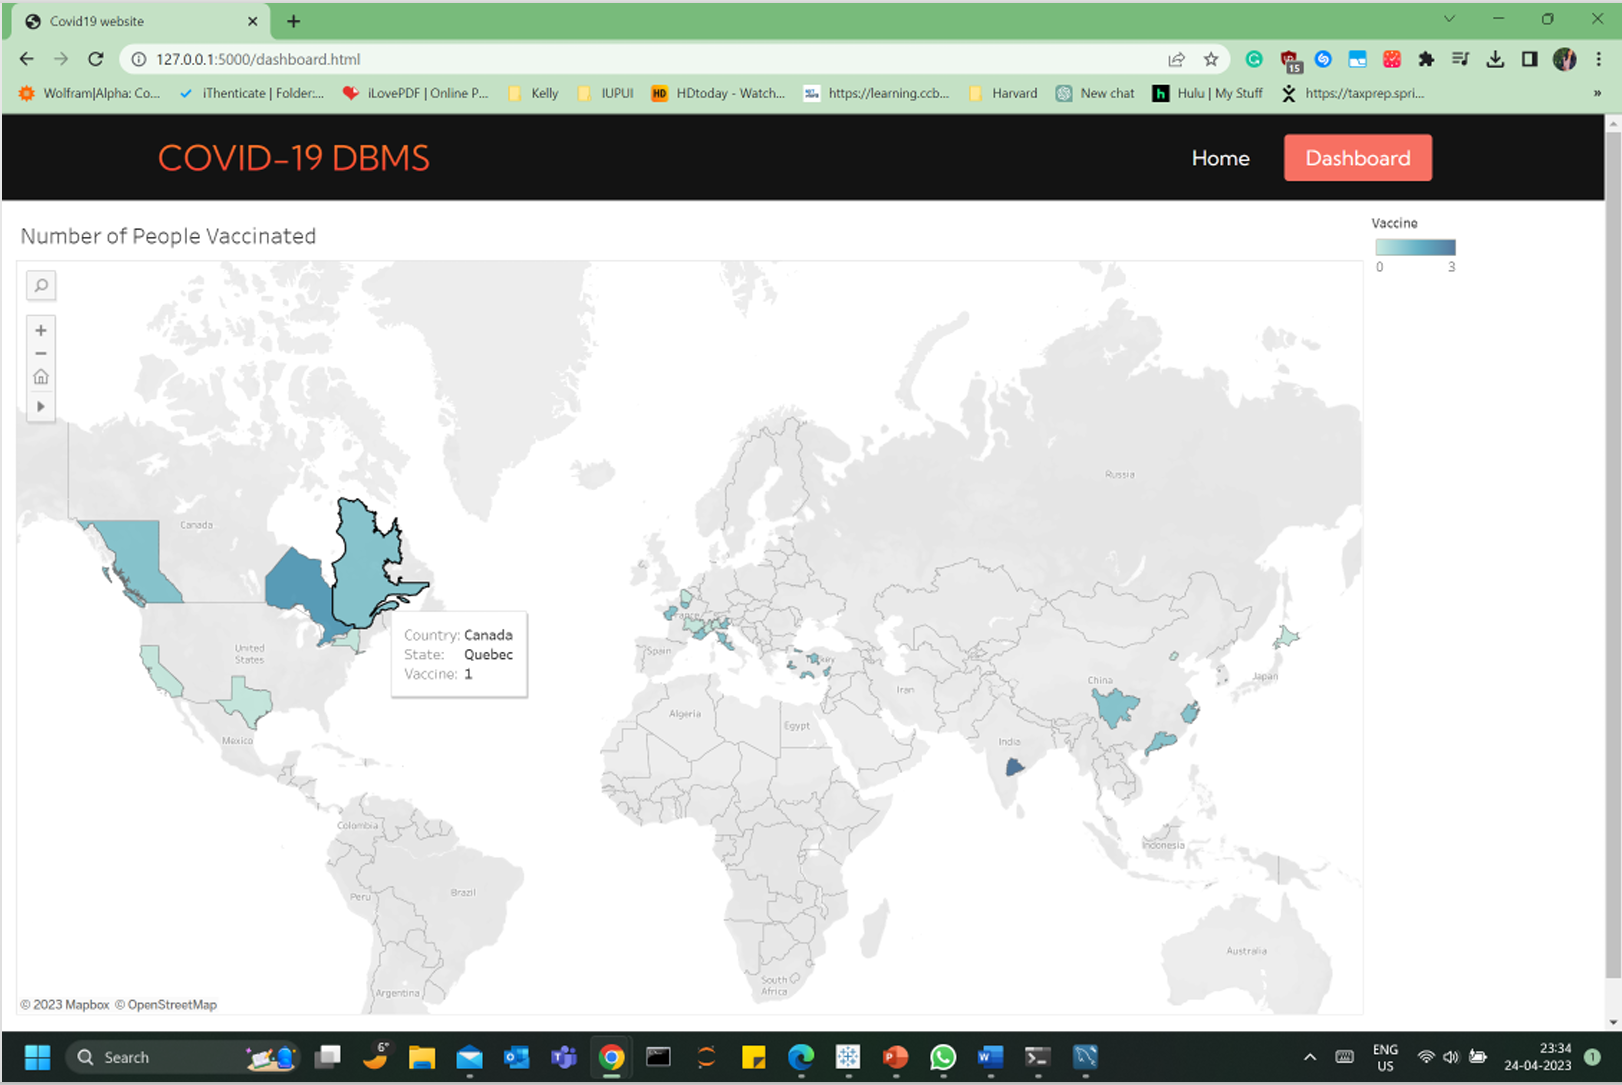 Covid19 website
127.0.0.1:5000/dashboard.html
15
Wolfram|Alpha: Co...
iThenticate | Folder:...
iLovePDF | Online P...
Kelly
IUPUI
HD
HDtoday - Watch...
https://learning.ccb...
Harvard
New chat
h
Hulu | My Stuff
https://taxprep.spri...
»
COVID-19 DBMS
Home
Dashboard
Number of People Vaccinated
Vaccine
0
3
Russia
Canada
France
United
States
Spain
Country: Canada
State: Quebec
Vaccine: 1
China
Japan
Iran
Algeria
Egypt
India
Mexico
Colombia
Indonesia
Peru
Brazil
Australia
South
Africa
Argentina
© 2023 Mapbox © OpenStreetMap
Search
6°
ENG
US
23:34
24-04-2023
1